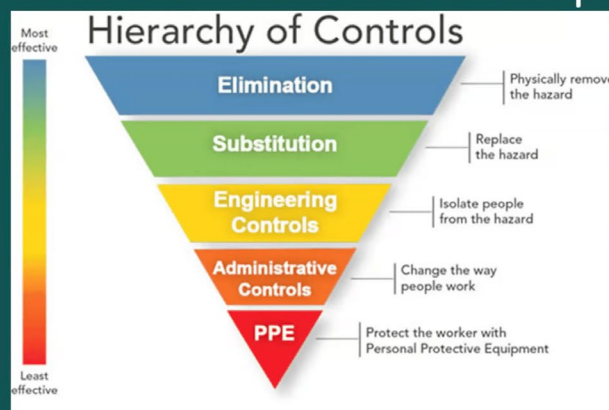 Hierarchy of Controls
Most
effective
Elimination
Physically remove
the hazard
Substitution
Replace
the hazard
Engineering
Controls
Isolate people
from the hazard
Administrative
Controls
Change the way
people work
PPE
Protect the worker with
Personal Protective Equipment
Least
effective